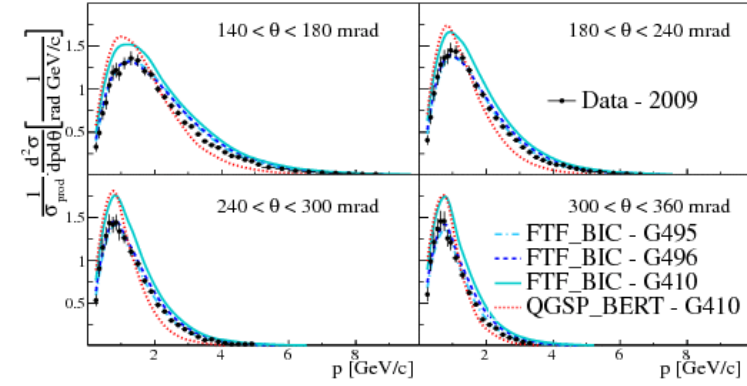 140 < θ < 180 mrad
180 < θ < 240 mrad
1/σprod d²σ/dpdθ [1/rad GeV/c]
1.5
1
0.5
Data - 2009
240 < θ < 300 mrad
300 < θ < 360 mrad
1.5
1
0.5
FTF_BIC - G495
FTF_BIC - G496
FTF_BIC - G410
QGSP_BERT - G410
2 4 6 8
0 2 4 6 8
p [GeV/c]
p [GeV/c]